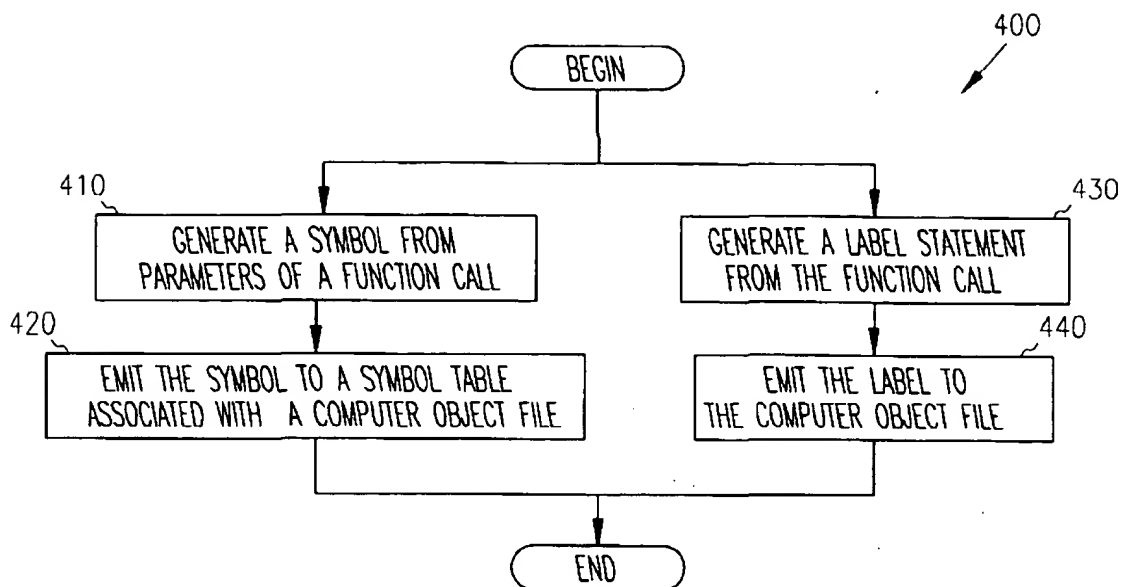 400
BEGIN
410
GENERATE A SYMBOL FROM
PARAMETERS OF A FUNCTION CALL
430
GENERATE A LABEL STATEMENT
FROM THE FUNCTION CALL
420
EMIT THE SYMBOL TO A SYMBOL TABLE
ASSOCIATED WITH A COMPUTER OBJECT FILE
440
EMIT THE LABEL TO
THE COMPUTER OBJECT FILE
END